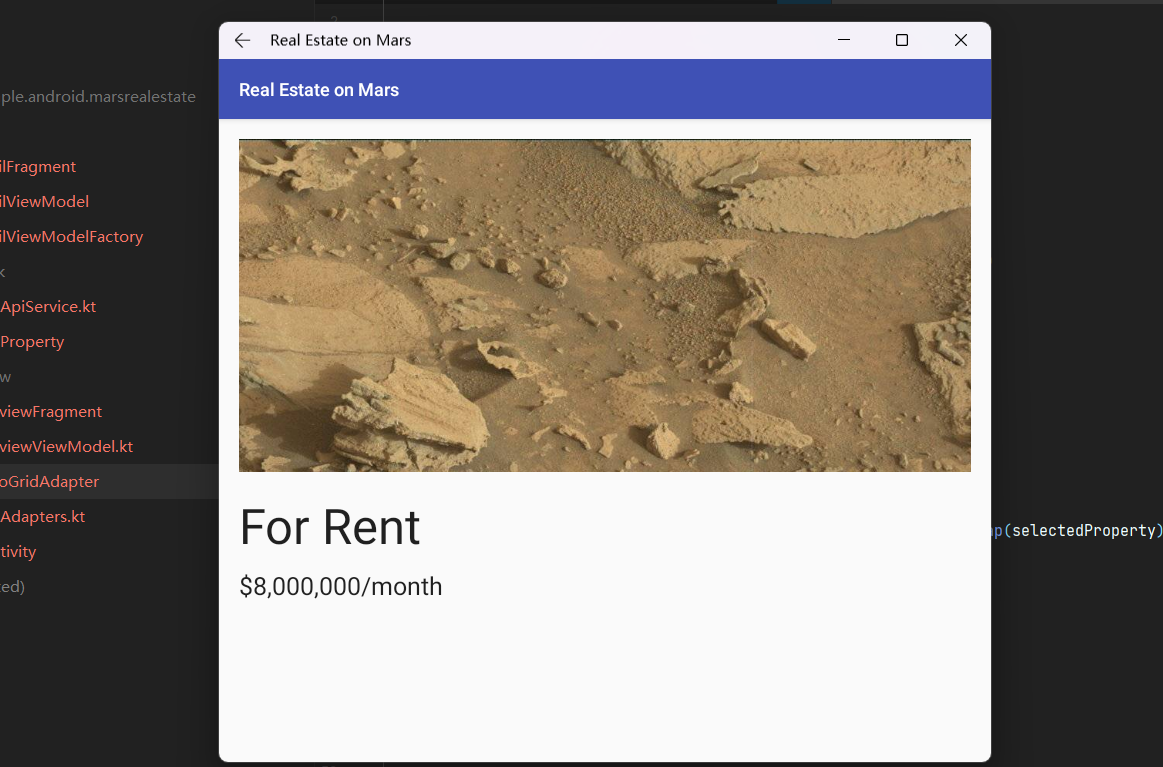 Real Estate on Mars
Real Estate on Mars
For Rent
$8,000,000/month
ple.android.marsrealestate
ilFragment
ilViewModel
ilViewModelFactory
k
ApiService.kt
Property
w
viewFragment
viewViewModel.kt
oGridAdapter
Adapters.kt
tivity
ted)
p(selectedProperty)